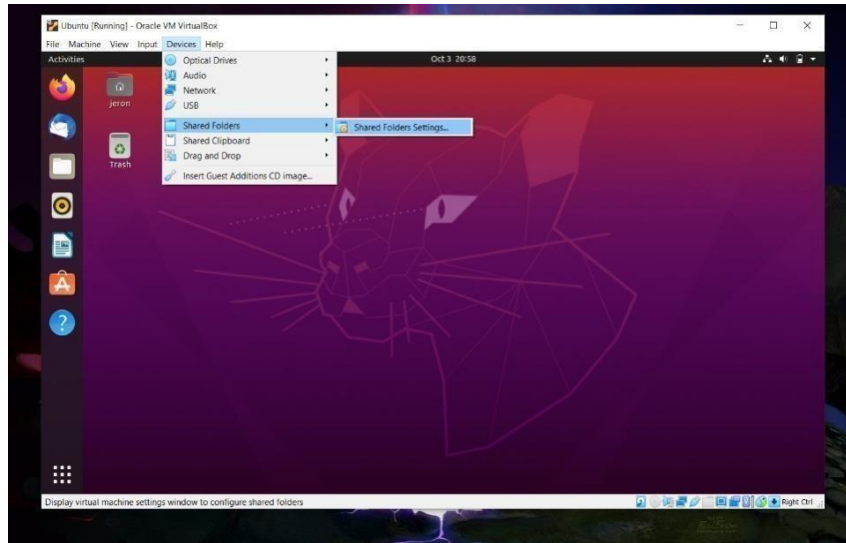 Ubuntu [Running] - Oracle VM VirtualBox
File Machine View Input Devices Help
Activities
Oct 3 20:58
jeron
Trash
Optical Drives
Audio
Network
USB
Shared Folders
Shared Clipboard
Drag and Drop
Insert Guest Additions CD image...
Shared Folders Settings...
Display virtual machine settings window to configure shared folders
Right Ctrl